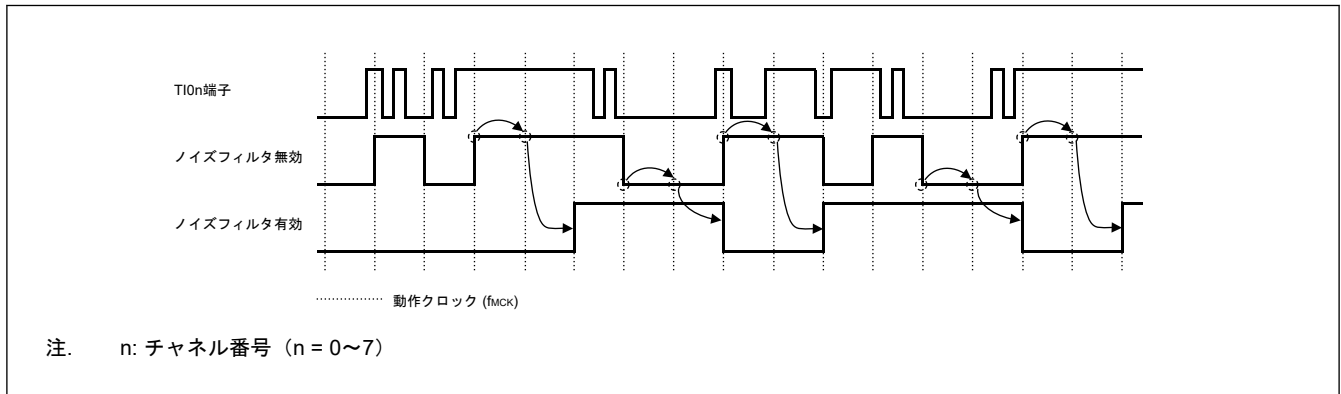 TI0n端子
ノイズフィルタ無効
ノイズフィルタ有効
動作クロック (fMCK)
注. n: チャネル番号（n = 0〜7）